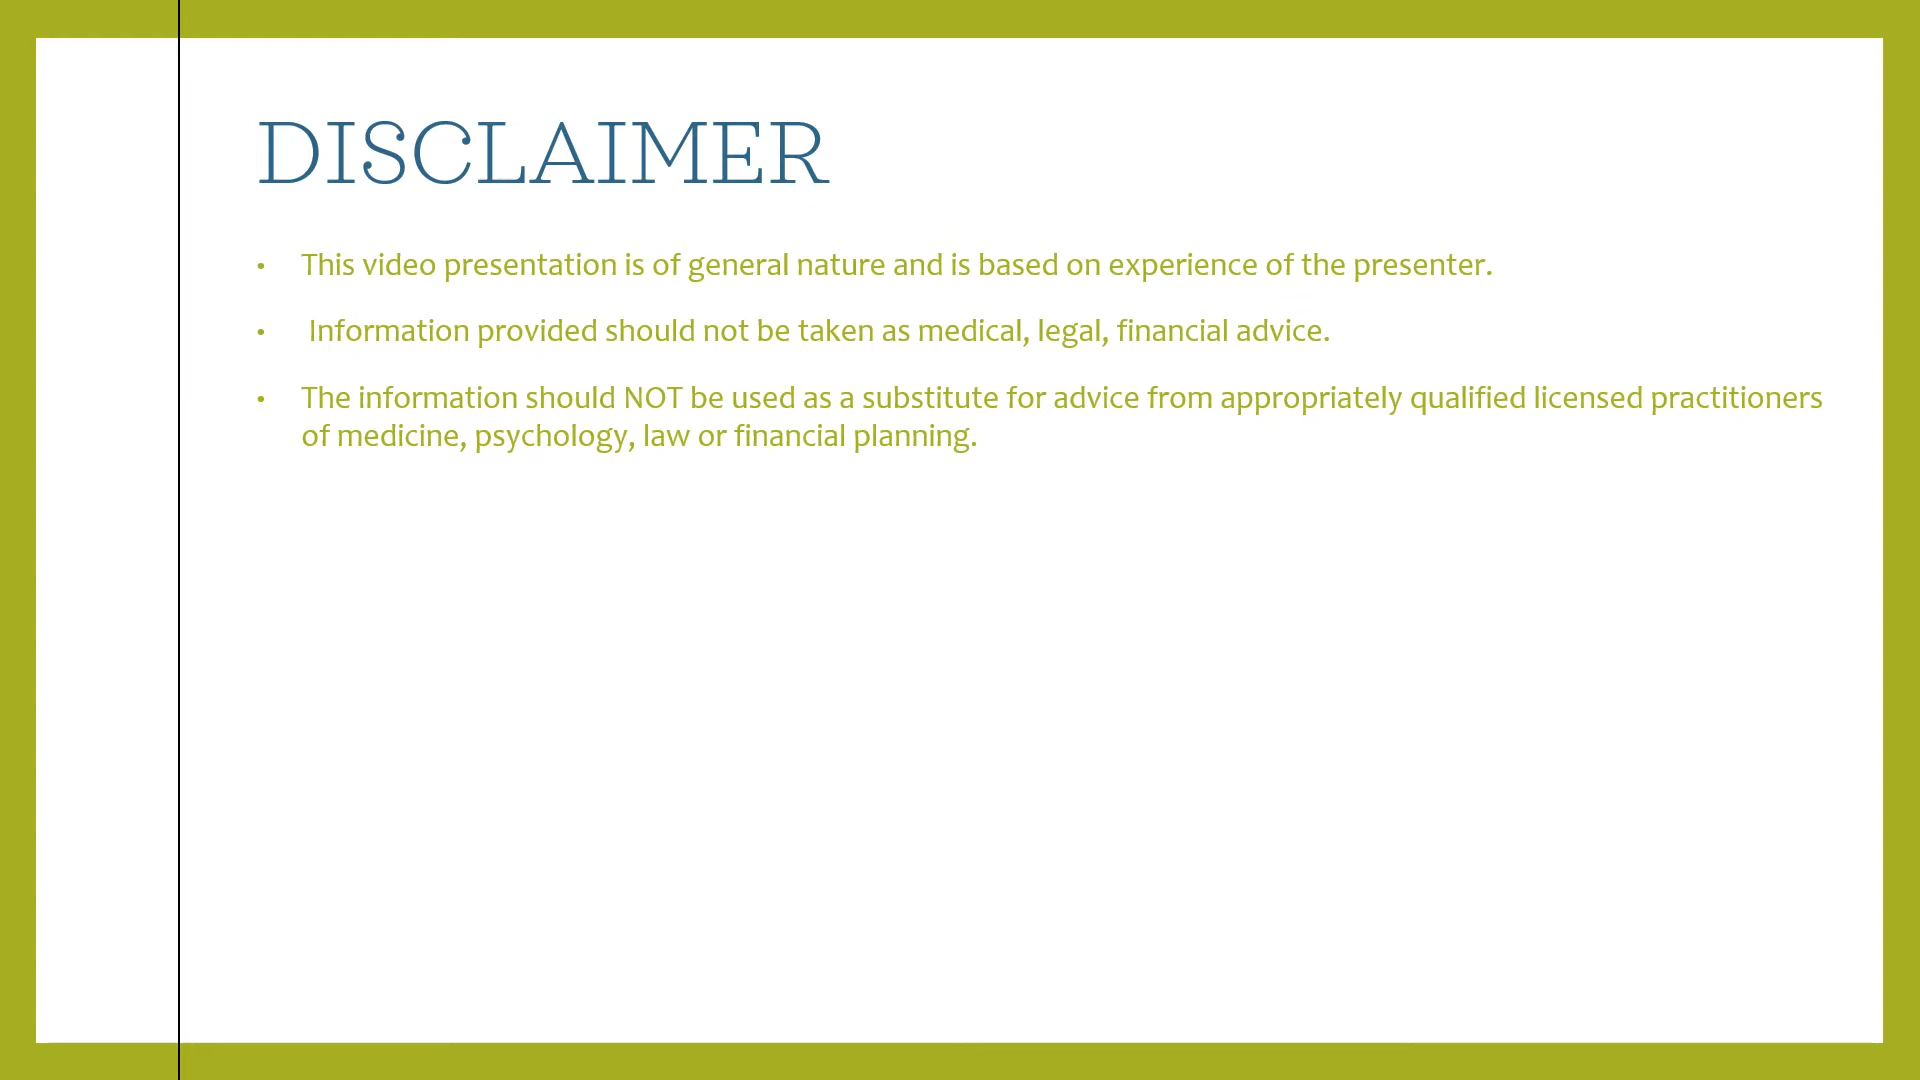 DISCLAIMER
• This video presentation is of general nature and is based on experience of the presenter.
• Information provided should not be taken as medical, legal, financial advice.
• The information should NOT be used as a substitute for advice from appropriately qualified licensed practitioners
of medicine, psychology, law or financial planning.